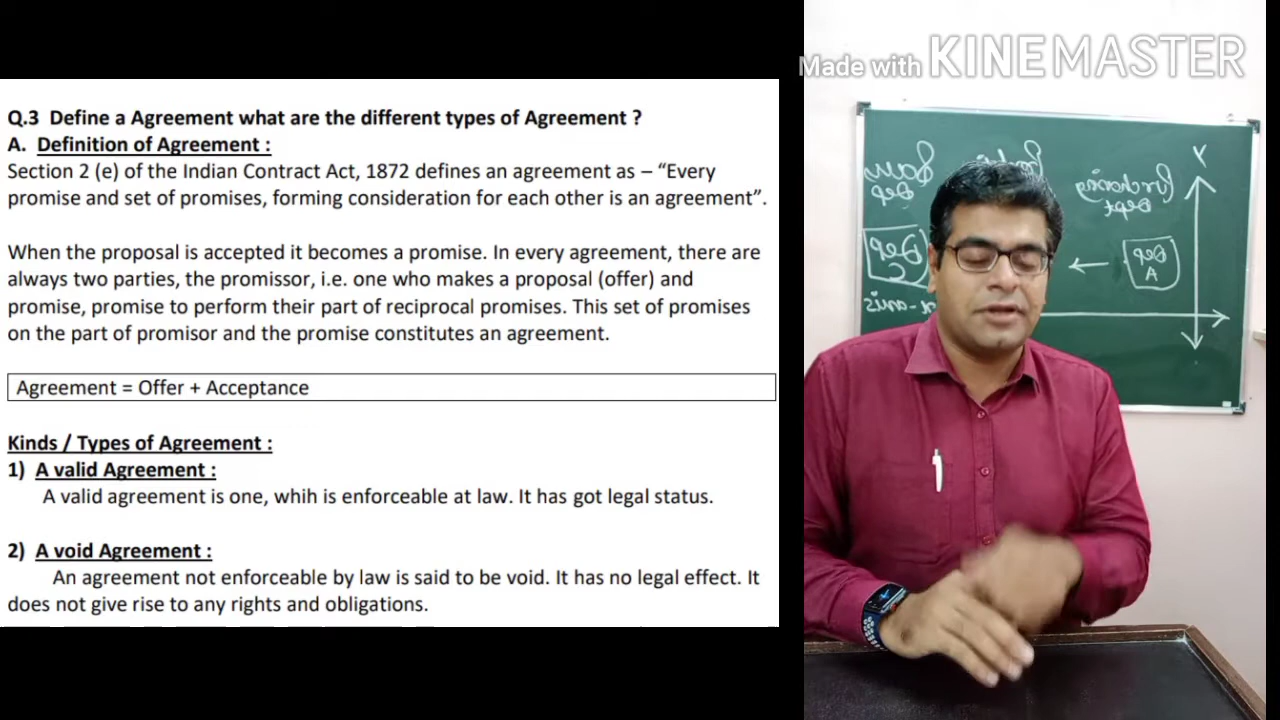 Made with KINEMASTER
Q.3 Define a Agreement what are the different types of Agreement ?
A. Definition of Agreement :
Section 2 (e) of the Indian Contract Act, 1872 defines an agreement as – “Every
promise and set of promises, forming consideration for each other is an agreement”.
When the proposal is accepted it becomes a promise. In every agreement, there are
always two parties, the promissor, i.e. one who makes a proposal (offer) and
promise, promise to perform their part of reciprocal promises. This set of promises
on the part of promisor and the promise constitutes an agreement.
Agreement = Offer + Acceptance
Kinds / Types of Agreement :
1) A valid Agreement :
A valid agreement is one, whih is enforceable at law. It has got legal status.
2) A void Agreement :
An agreement not enforceable by law is said to be void. It has no legal effect. It
does not give rise to any rights and obligations.
Y
Dept
Dep
Dep
A
Dep
C